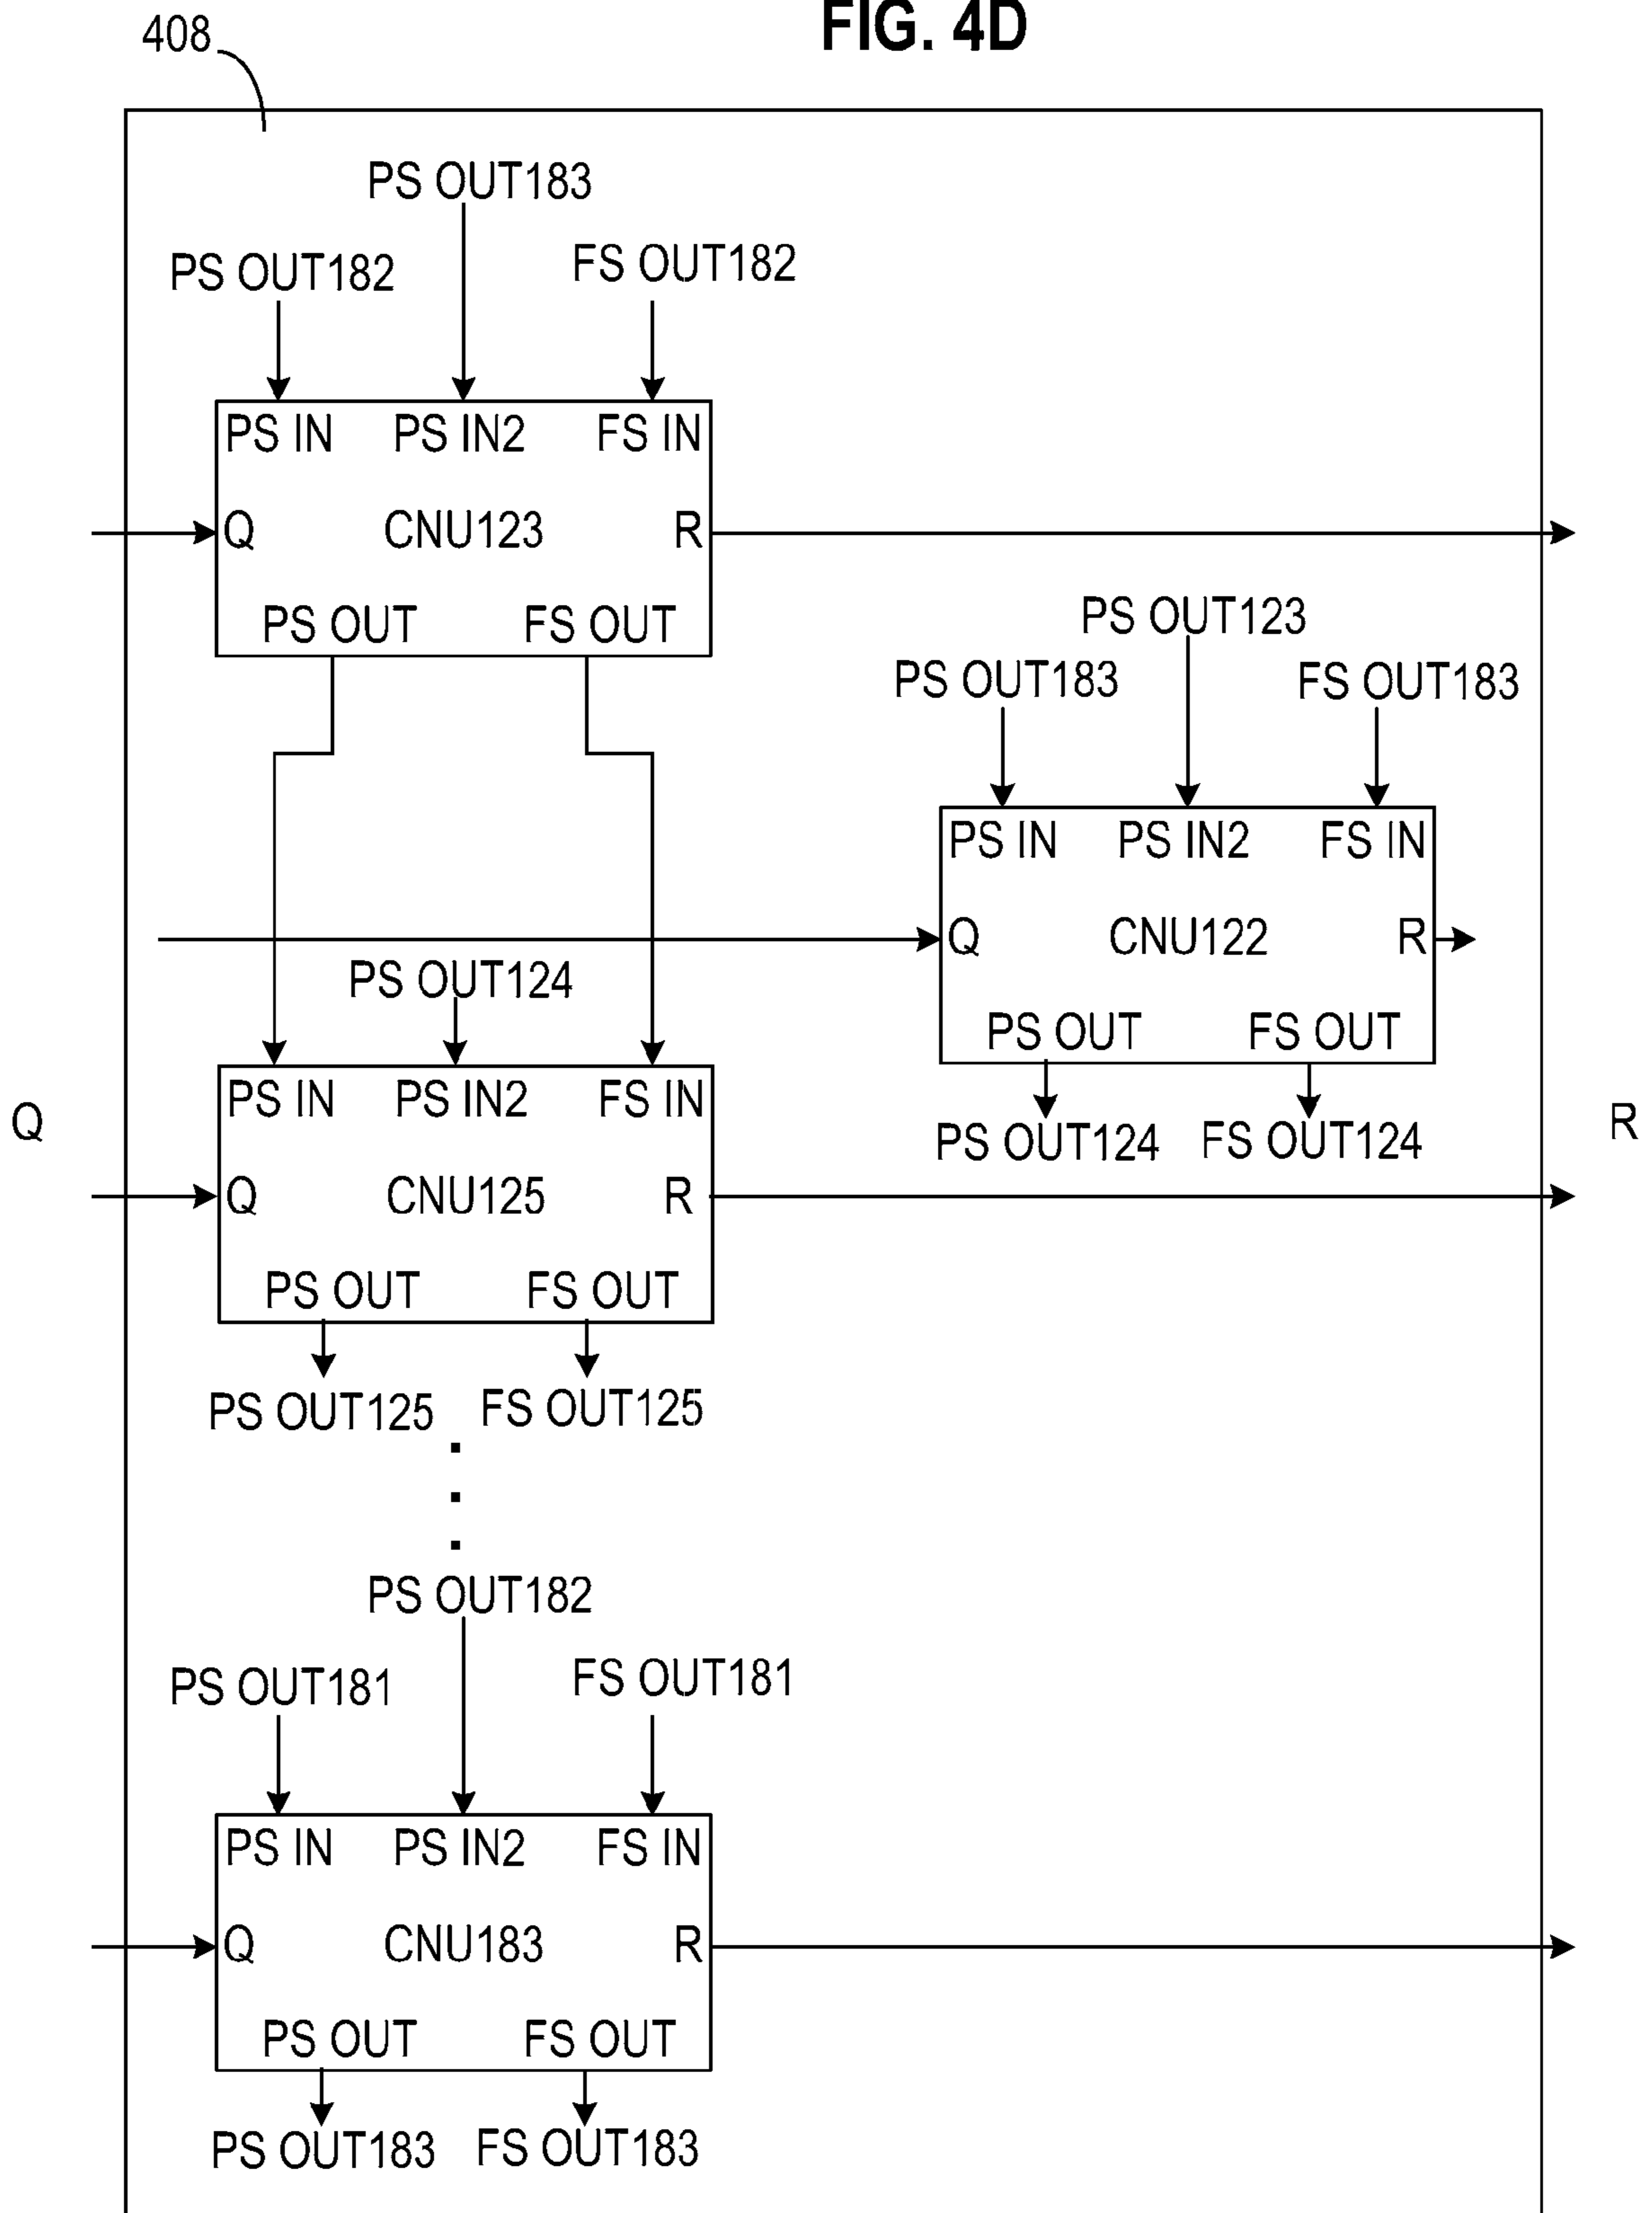 FIG. 4D
408
PS OUT183
PS OUT182 FS OUT182
PS IN PS IN2 FS IN
Q CNU123 R
PS OUT FS OUT
PS OUT123
PS OUT183 FS OUT183
PS IN PS IN2 FS IN
Q CNU122 R
PS OUT FS OUT
PS OUT124 FS OUT124
PS OUT124
PS IN PS IN2 FS IN
Q CNU125 R
PS OUT FS OUT
PS OUT125 FS OUT125
Q
R
PS OUT182
PS OUT181 FS OUT181
PS IN PS IN2 FS IN
Q CNU183 R
PS OUT FS OUT
PS OUT183 FS OUT183